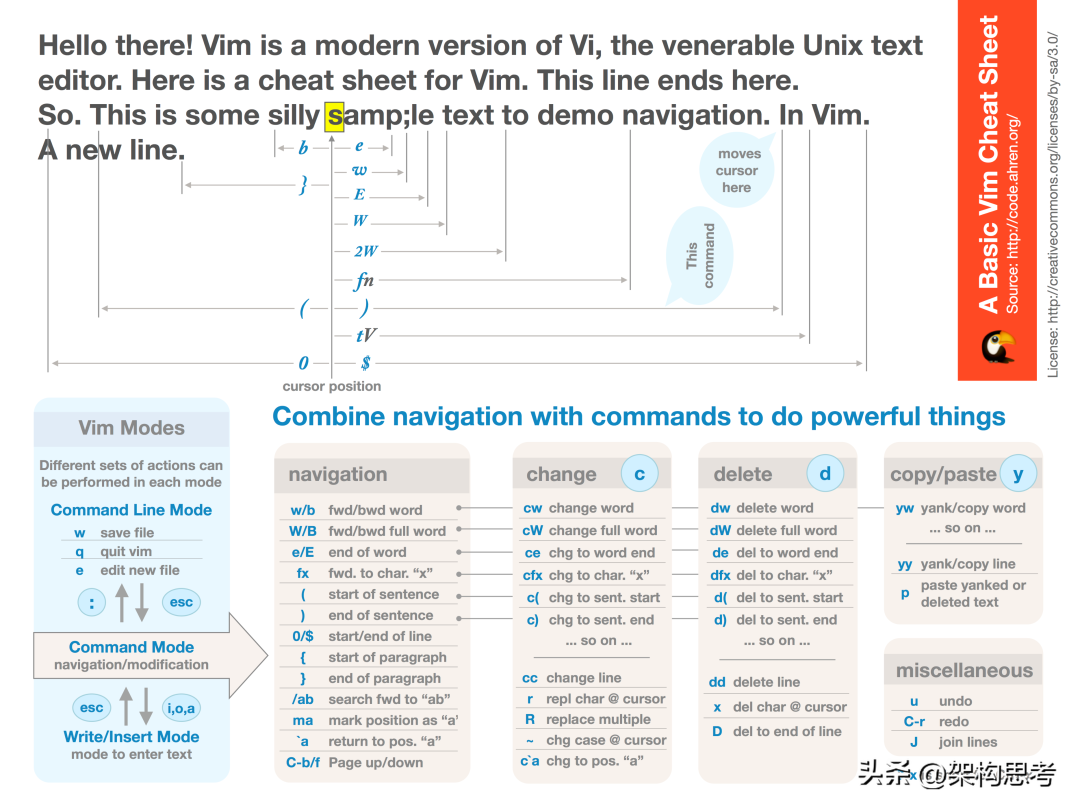 Hello there! Vim is a modern version of Vi, the venerable Unix text
editor. Here is a cheat sheet for Vim. This line ends here.
So. This is some silly samp;le text to demo navigation. In Vim.
A new line.
b e
w
} 
E
W
2W
fn
( )
tV
0 $
cursor position
moves
cursor
here
This
command
A Basic Vim Cheat Sheet
Source: http://code.ahren.org/
License: http://creativecommons.org/licenses/by-sa/3.0/
Combine navigation with commands to do powerful things
Vim Modes
Different sets of actions can
be performed in each mode
Command Line Mode
w save file
q quit vim
e edit new file
: esc
Command Mode
navigation/modification
esc i,o,a
Write/Insert Mode
mode to enter text
navigation
w/b fwd/bwd word
W/B fwd/bwd full word
e/E end of word
fx fwd. to char. “x”
( start of sentence
) end of sentence
0/$ start/end of line
{ start of paragraph
} end of paragraph
/ab search fwd to “ab”
ma mark position as “a’
`a return to pos. “a”
C-b/f Page up/down
change c
cw change word
cW change full word
ce chg to word end
cfx chg to char. “x”
c( chg to sent. start
c) chg to sent. end
... so on ...
cc change line
r repl char @ cursor
R replace multiple
~ chg case @ cursor
c`a chg to pos. “a”
delete d
dw delete word
dW delete full word
de del to word end
dfx del to char. “x”
d( del to sent. start
d) del to sent. end
... so on ...
dd delete line
x del char @ cursor
D del to end of line
copy/paste y
yw yank/copy word
... so on ...
yy yank/copy line
p paste yanked or
deleted text
miscellaneous
u undo
C-r redo
J join lines
头条 @架构思考